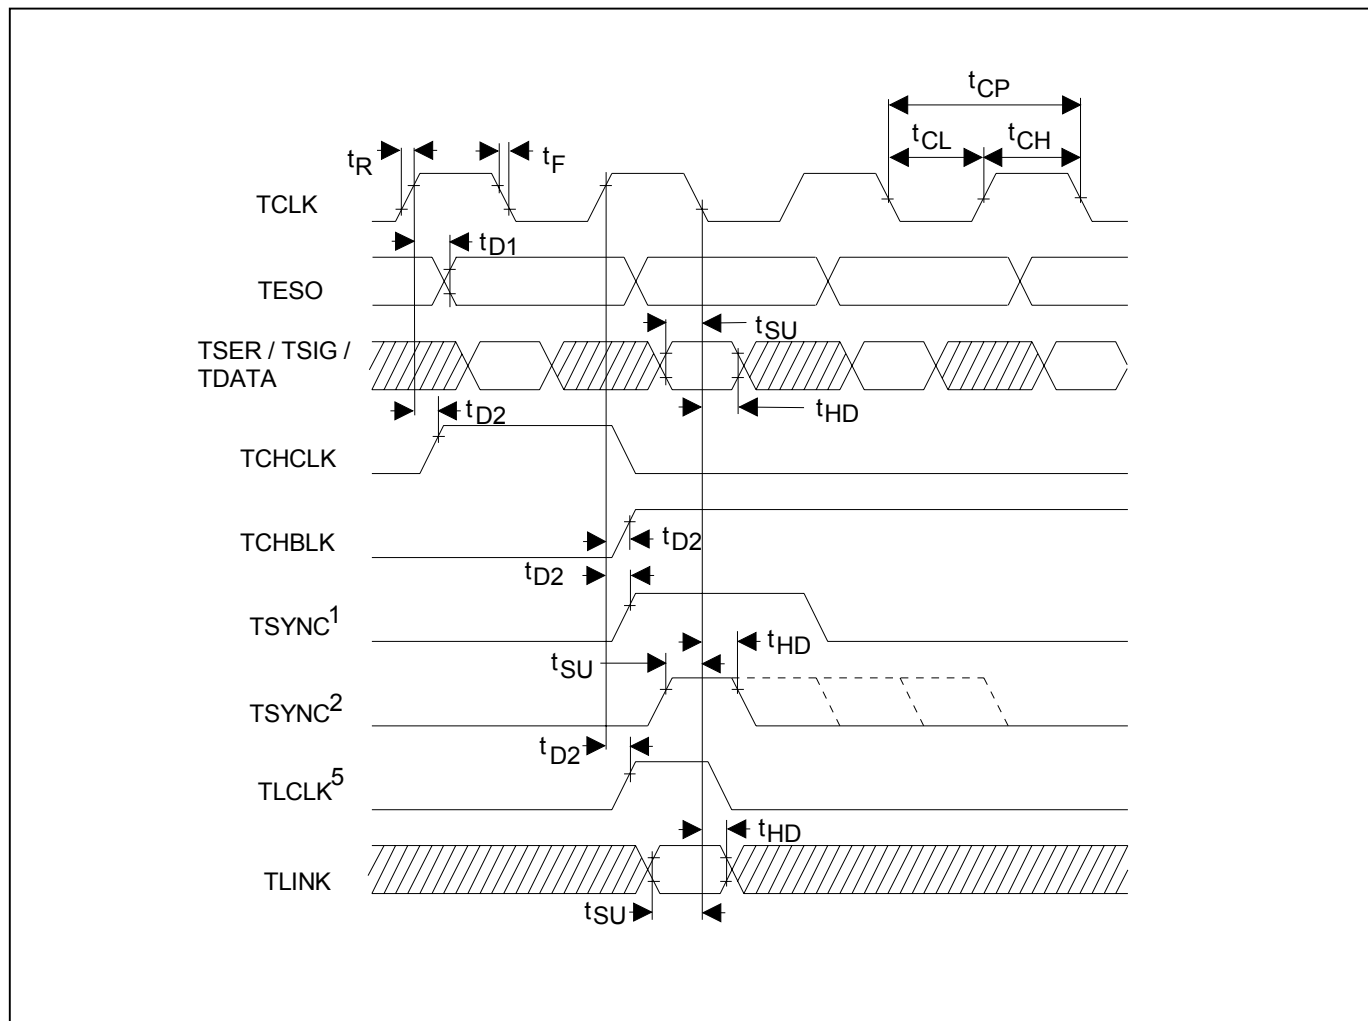 tCP
tCL tCH
tR tF
TCLK
tD1
TESO
tSU
TSER / TSIG /
TDATA
tHD
tD2
TCHCLK
TCHBLK
tD2
tD2
TSYNC1
tHD
tSU
TSYNC2
tD2
TLCLK5
tHD
TLINK
tSU